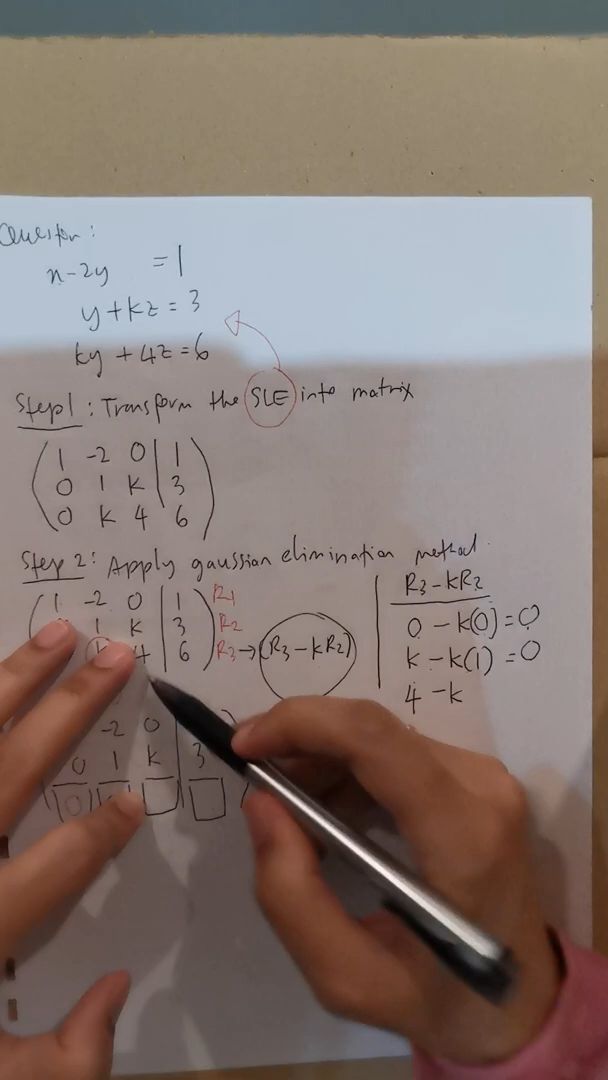 Question:
x-2y = 1
y+kz = 3
ky + 4z = 6
Step 1: Transform the SLE into matrix
1 -2 0 | 1
0 1 k | 3
0 k 4 | 6
Step 2: Apply gaussian elimination method.
1 -2 0 | 1 R1
1 k | 3 R2
k 4 | 6 R3 → (R3-kR2)
R3-kR2
0 - k(0) = 0
k - k(1) = 0
4 - k
-2 0
0 1 k | 3
0